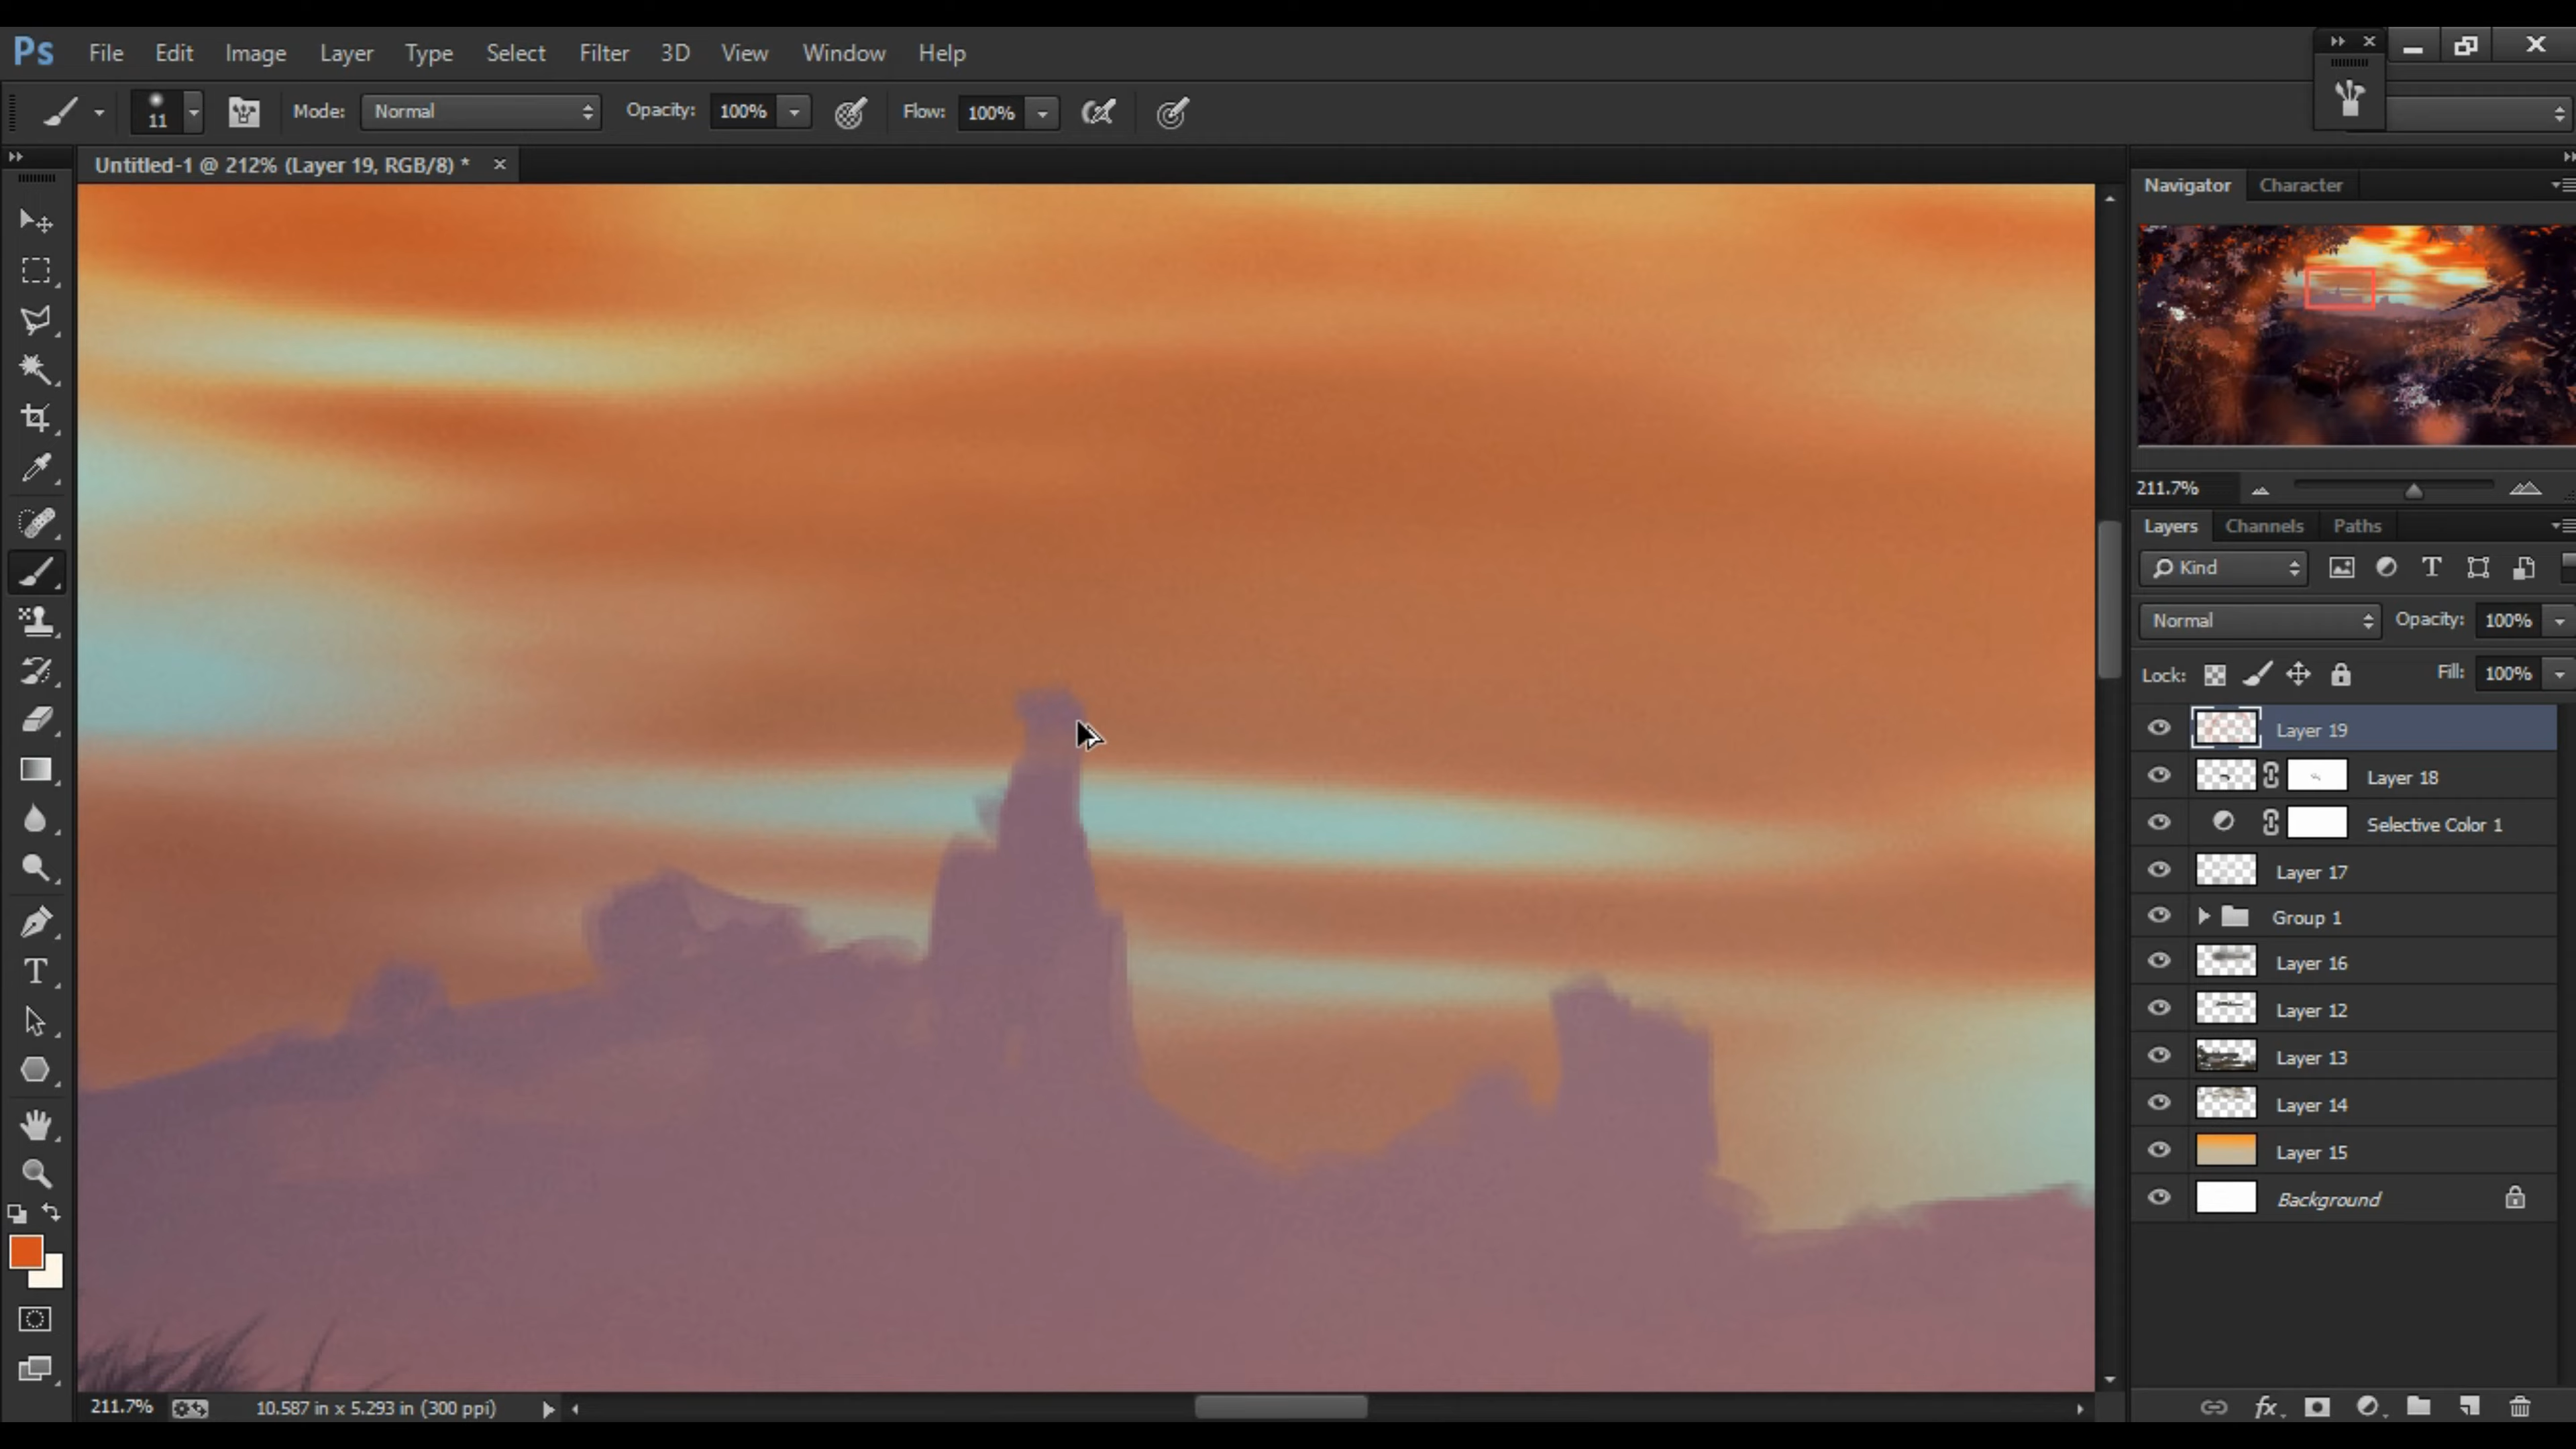 Ps File Edit Image Layer Type Select Filter 3D View Window Help
11 Mode: Normal Opacity: 100% Flow: 100%
Untitled-1 @ 212% (Layer 19, RGB/8) *
Navigator Character
211.7%
Layers Channels Paths
Kind
Normal Opacity: 100%
Lock: Fill: 100%
Layer 19
Layer 18
Selective Color 1
Layer 17
Group 1
Layer 16
Layer 12
Layer 13
Layer 14
Layer 15
Background
211.7% 10.587 in x 5.293 in (300 ppi)